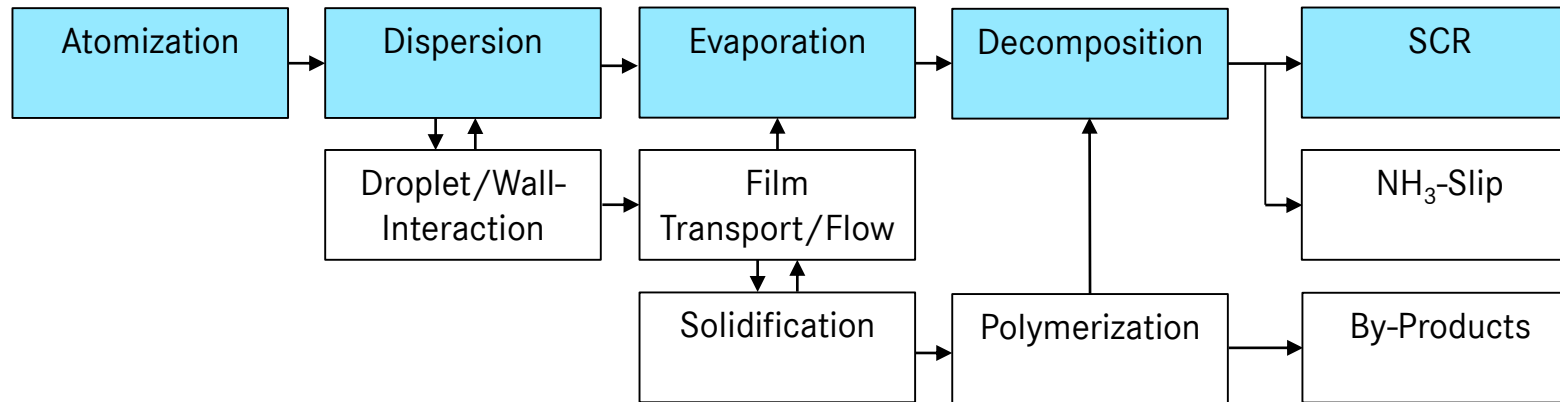 Atomization
Dispersion
Evaporation
Decomposition
SCR
Droplet/Wall-
Interaction
Film
Transport/Flow
NH₃-Slip
Solidification
Polymerization
By-Products